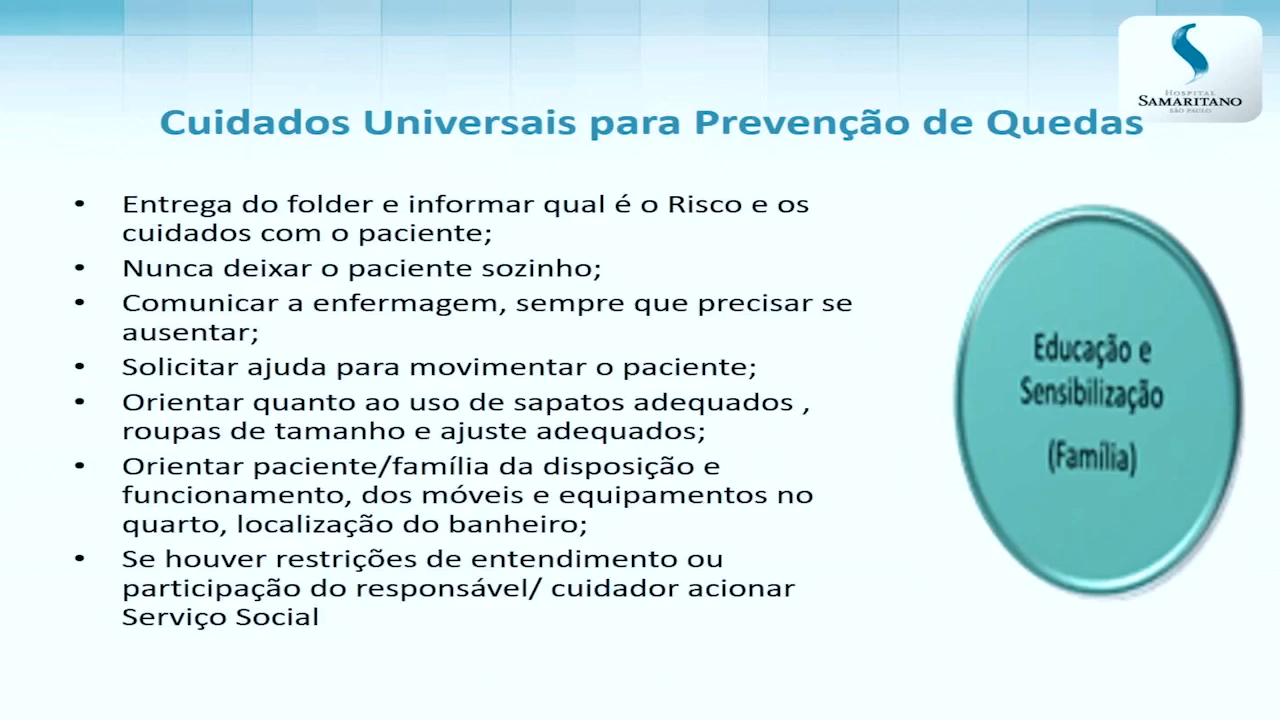 HOSPITAL
SAMARITANO
SÃO PAULO
Cuidados Universais para Prevenção de Quedas
• Entrega do folder e informar qual é o Risco e os
cuidados com o paciente;
• Nunca deixar o paciente sozinho;
• Comunicar a enfermagem, sempre que precisar se
ausentar;
• Solicitar ajuda para movimentar o paciente;
• Orientar quanto ao uso de sapatos adequados ,
roupas de tamanho e ajuste adequados;
• Orientar paciente/família da disposição e
funcionamento, dos móveis e equipamentos no
quarto, localização do banheiro;
• Se houver restrições de entendimento ou
participação do responsável/ cuidador acionar
Serviço Social
Educação e
Sensibilização
(Família)